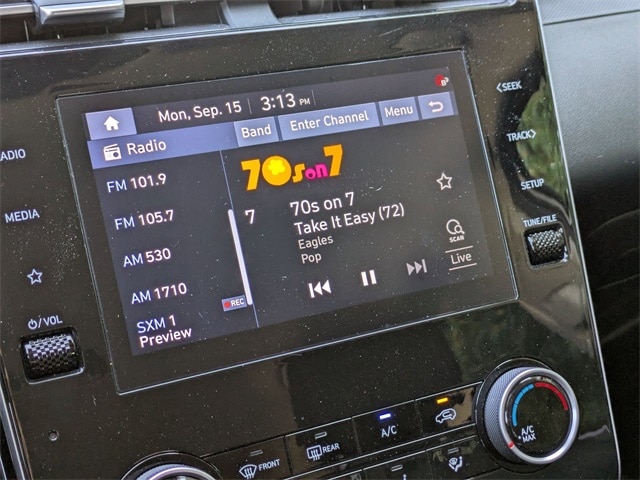 Mon, Sep. 15 3:13 PM
Radio Band Enter Channel Menu
FM 101.9
FM 105.7
AM 530
AM 1710
SXM 1
Preview
REC
70s on 7
7 70s on 7
Take It Easy (72)
Eagles
Pop
SCAN
Live
RADIO
MEDIA
VOL
SEEK
TRACK
SETUP
TUNE/FILE
FRONT
REAR
A/C
A/C
MAX